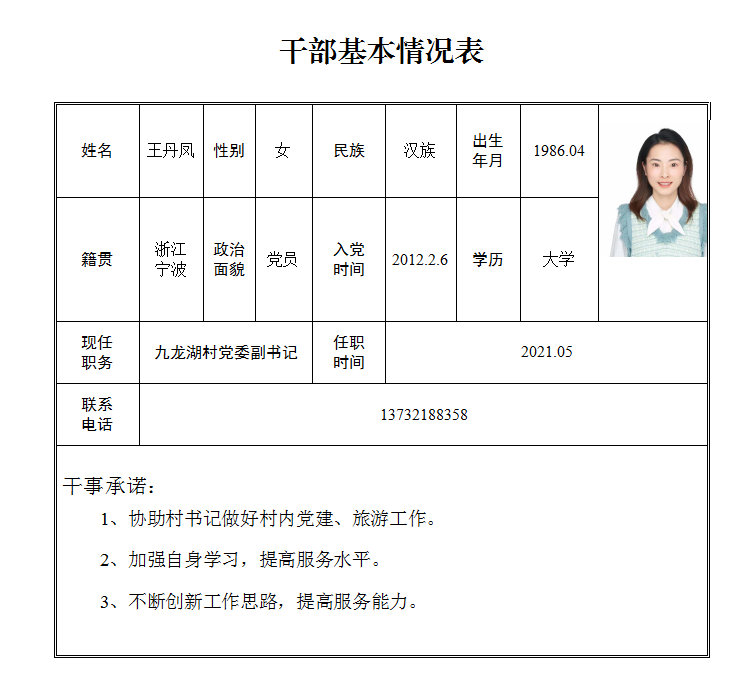 干部基本情况表
姓名 王丹凤 性别 女 民族 汉族 出生年月 1986.04
籍贯 浙江宁波 政治面貌 党员 入党时间 2012.2.6 学历 大学
现任职务 九龙湖村党委副书记 任职时间 2021.05
联系电话 13732188358
干事承诺：
1、协助村书记做好村内党建、旅游工作。
2、加强自身学习，提高服务水平。
3、不断创新工作思路，提高服务能力。